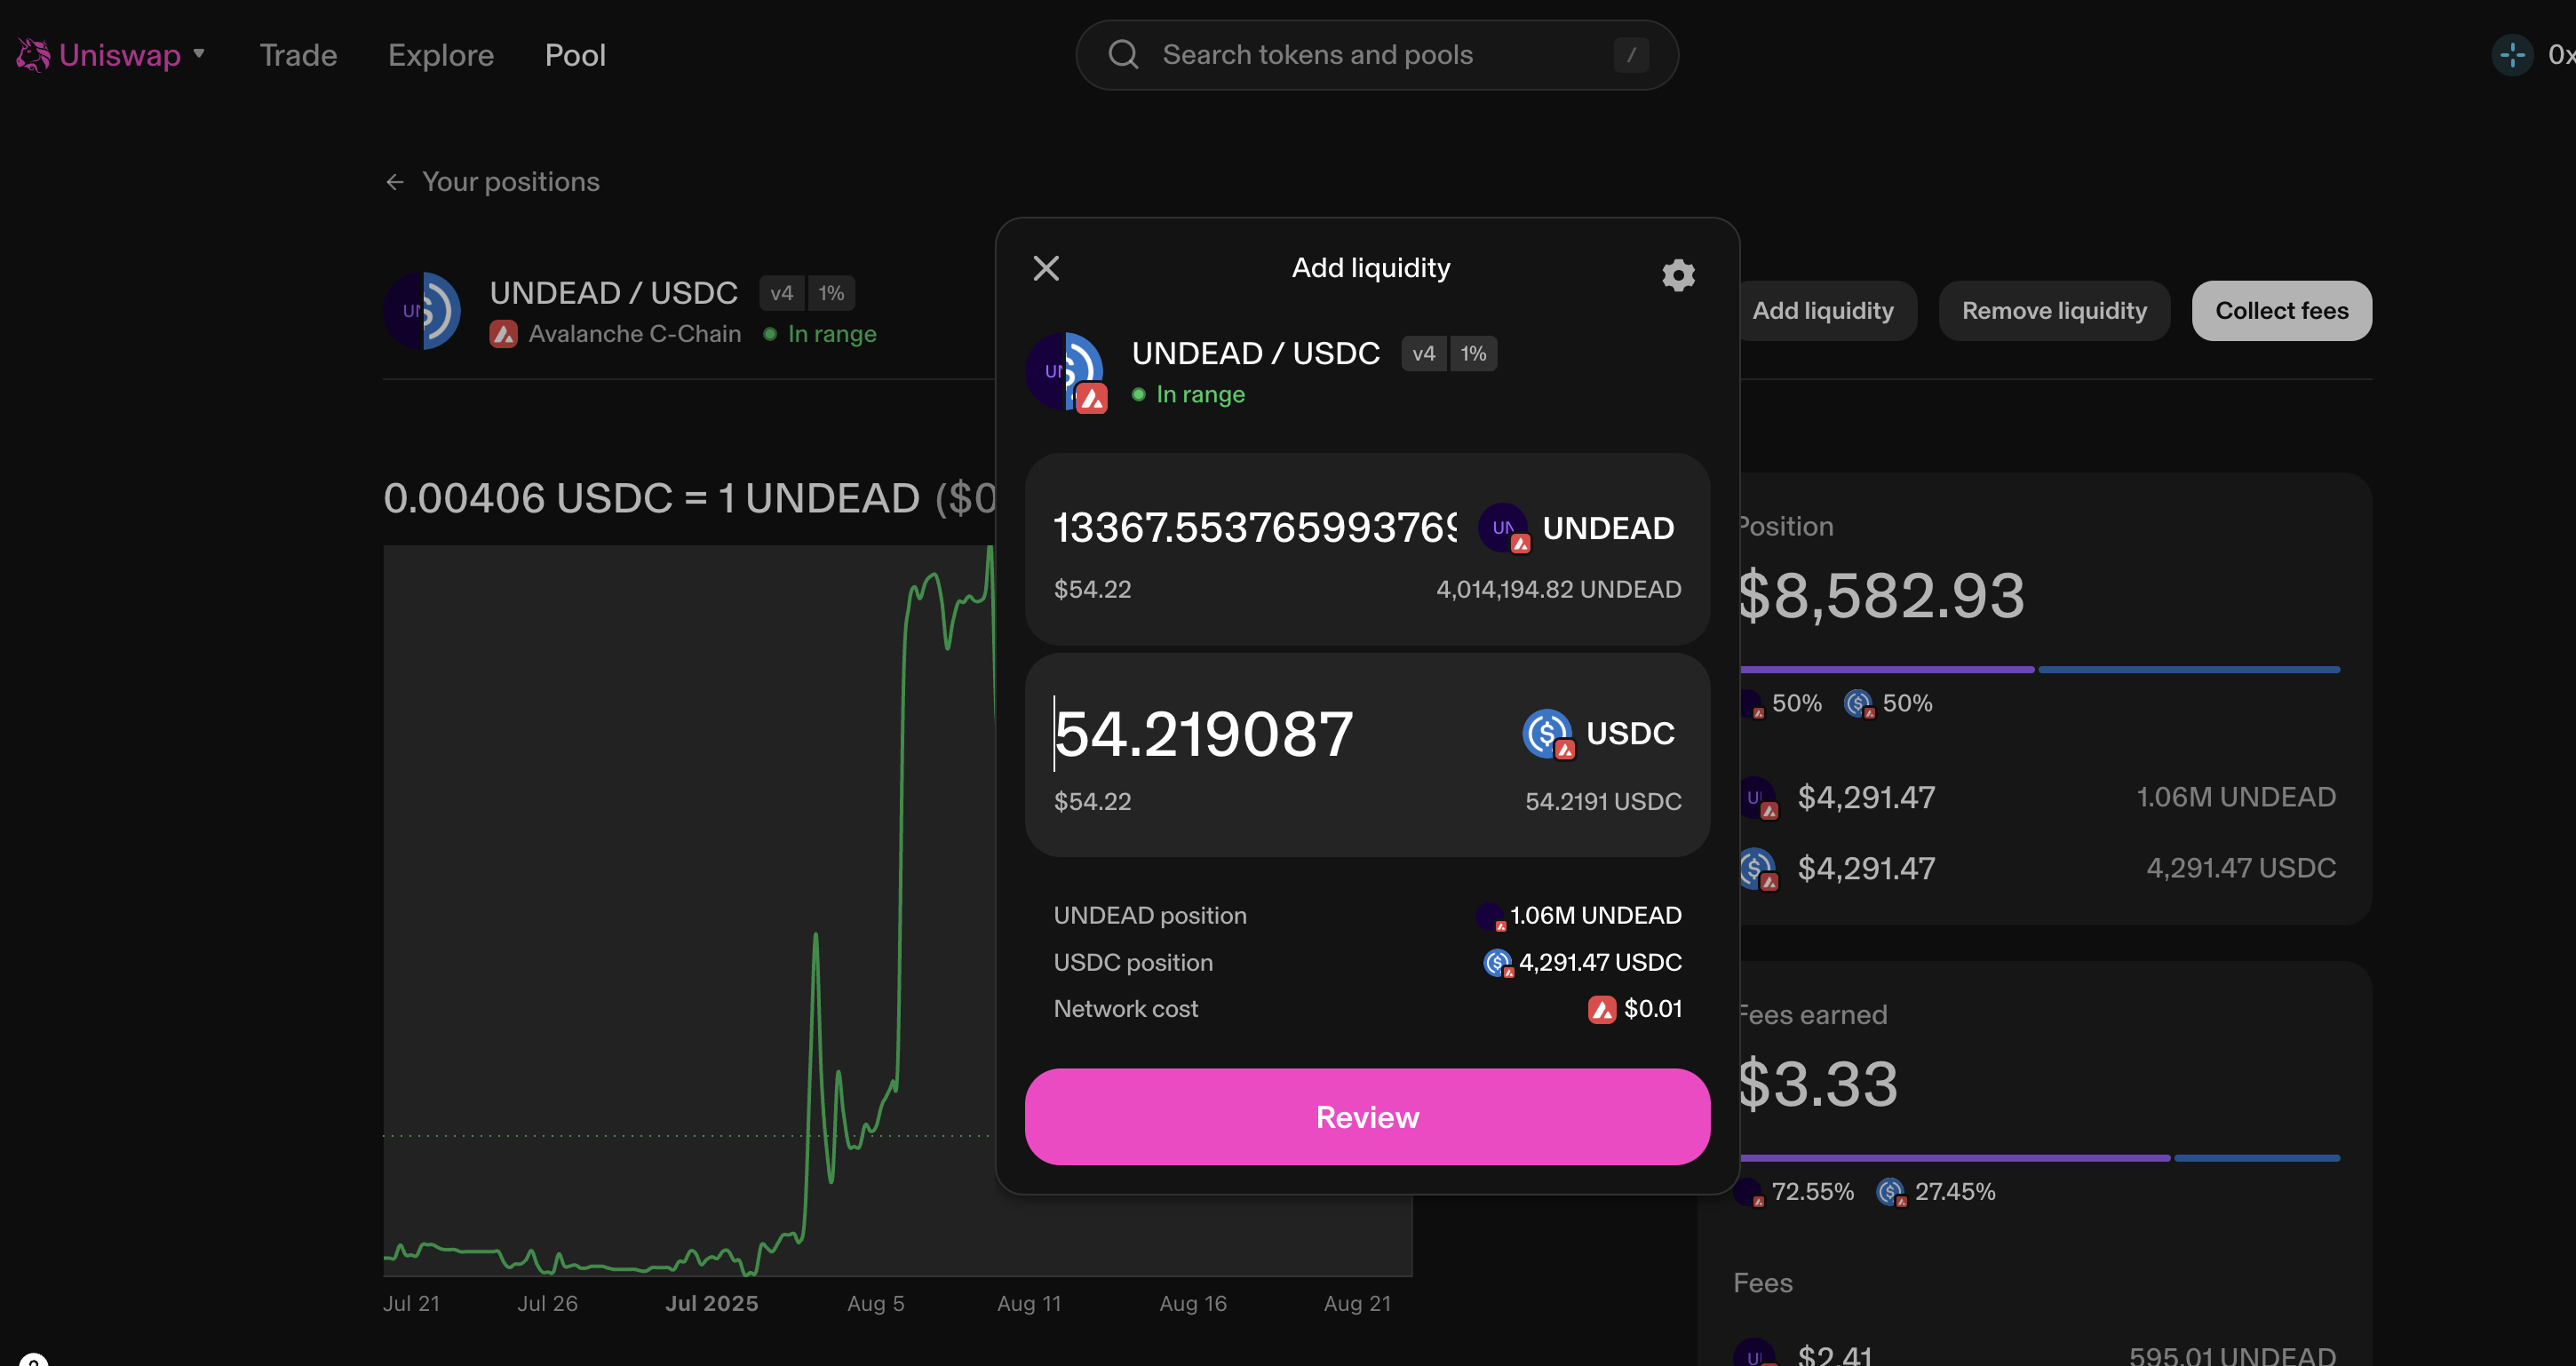 Uniswap
Trade
Explore
Pool
Search tokens and pools
/
0x
Your positions
UNDEAD / USDC v4 1%
Avalanche C-Chain In range
Add liquidity
Remove liquidity
Collect fees
0.00406 USDC = 1 UNDEAD ($0
Jul 21
Jul 26
Jul 2025
Aug 5
Aug 11
Aug 16
Aug 21
Add liquidity
UNDEAD / USDC v4 1%
In range
13367.553765993769 UNDEAD
$54.22 4,014,194.82 UNDEAD
54.219087 USDC
$54.22 54.2191 USDC
UNDEAD position 1.06M UNDEAD
USDC position 4,291.47 USDC
Network cost $0.01
Review
Position
$8,582.93
50% 50%
$4,291.47 1.06M UNDEAD
$4,291.47 4,291.47 USDC
Fees earned
$3.33
72.55% 27.45%
Fees
$2.41 595.01 UNDEAD